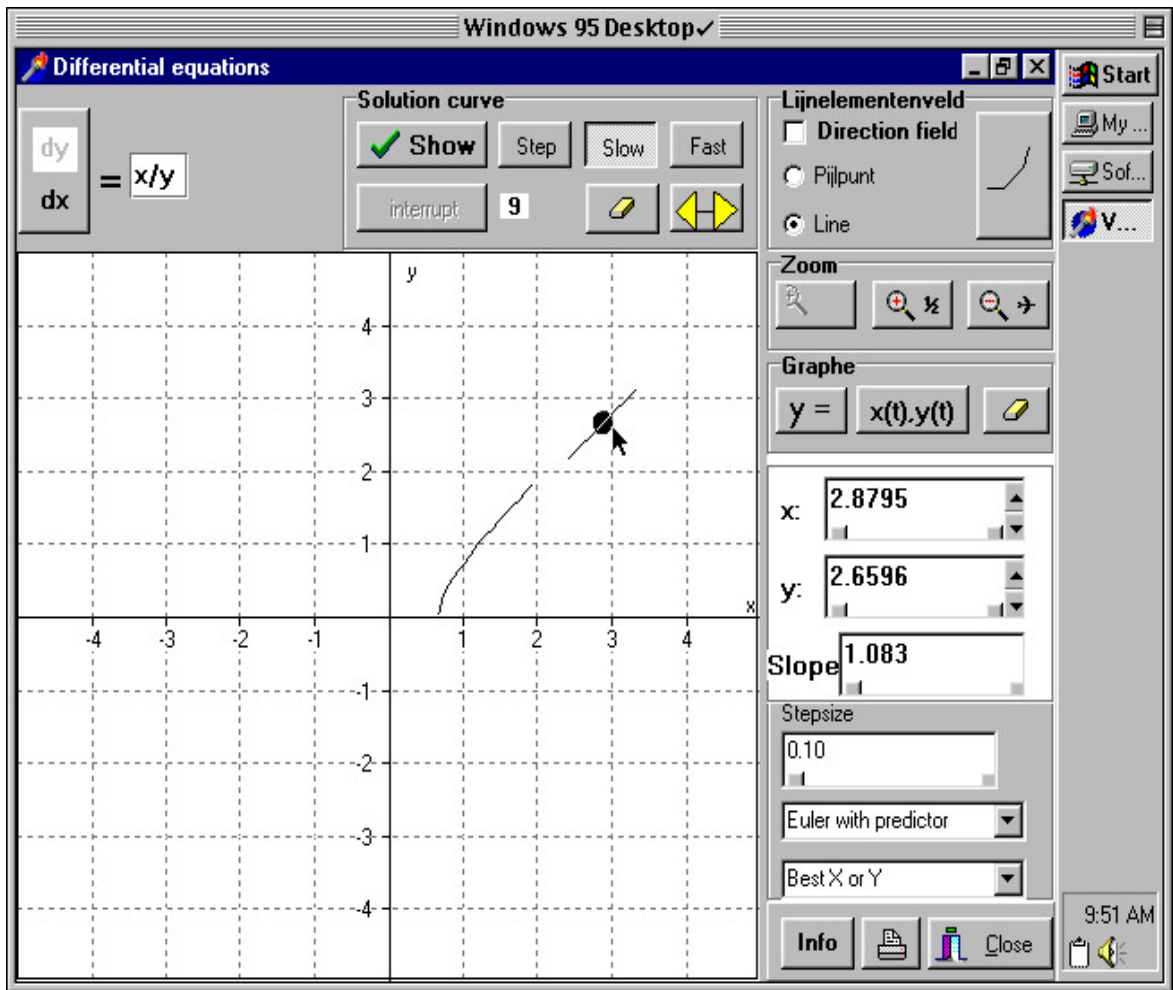 Windows 95 Desktop✓
Differential equations
Start
My ...
Sof...
V...
dy
dx
= x/y
Solution curve
Show Step Slow Fast
interrupt 9
Lijnelementenveld
Direction field
Pijlpunt
Line
Zoom
½
Graphe
y = x(t),y(t)
x: 2.8795
y: 2.6596
Slope 1.083
Stepsize
0.10
Euler with predictor
Best X or Y
Info Close
9:51 AM
y
4
3
2
1
x
-4 -3 -2 -1 1 2 3 4
-1
-2
-3
-4